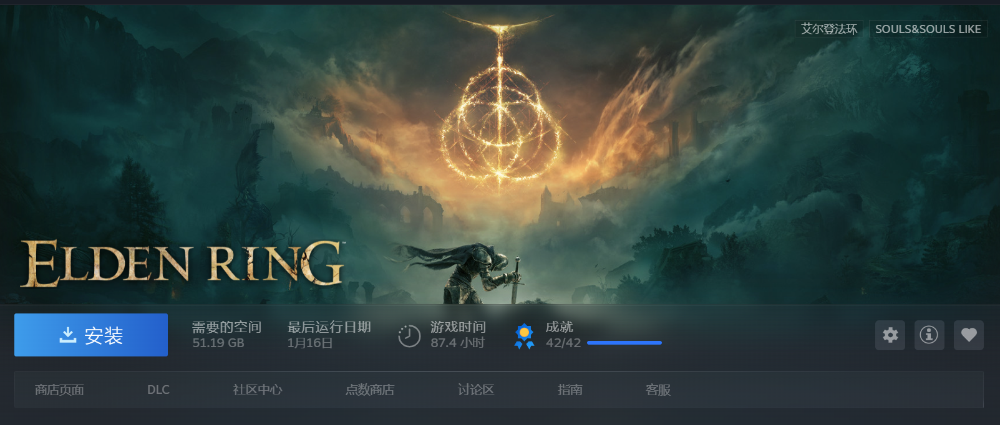 艾尔登法环
SOULS&SOULS LIKE
ELDEN RING™
安装
需要的空间
51.19 GB
最后运行日期
1月16日
游戏时间
87.4 小时
成就
42/42
商店页面
DLC
社区中心
点数商店
讨论区
指南
客服